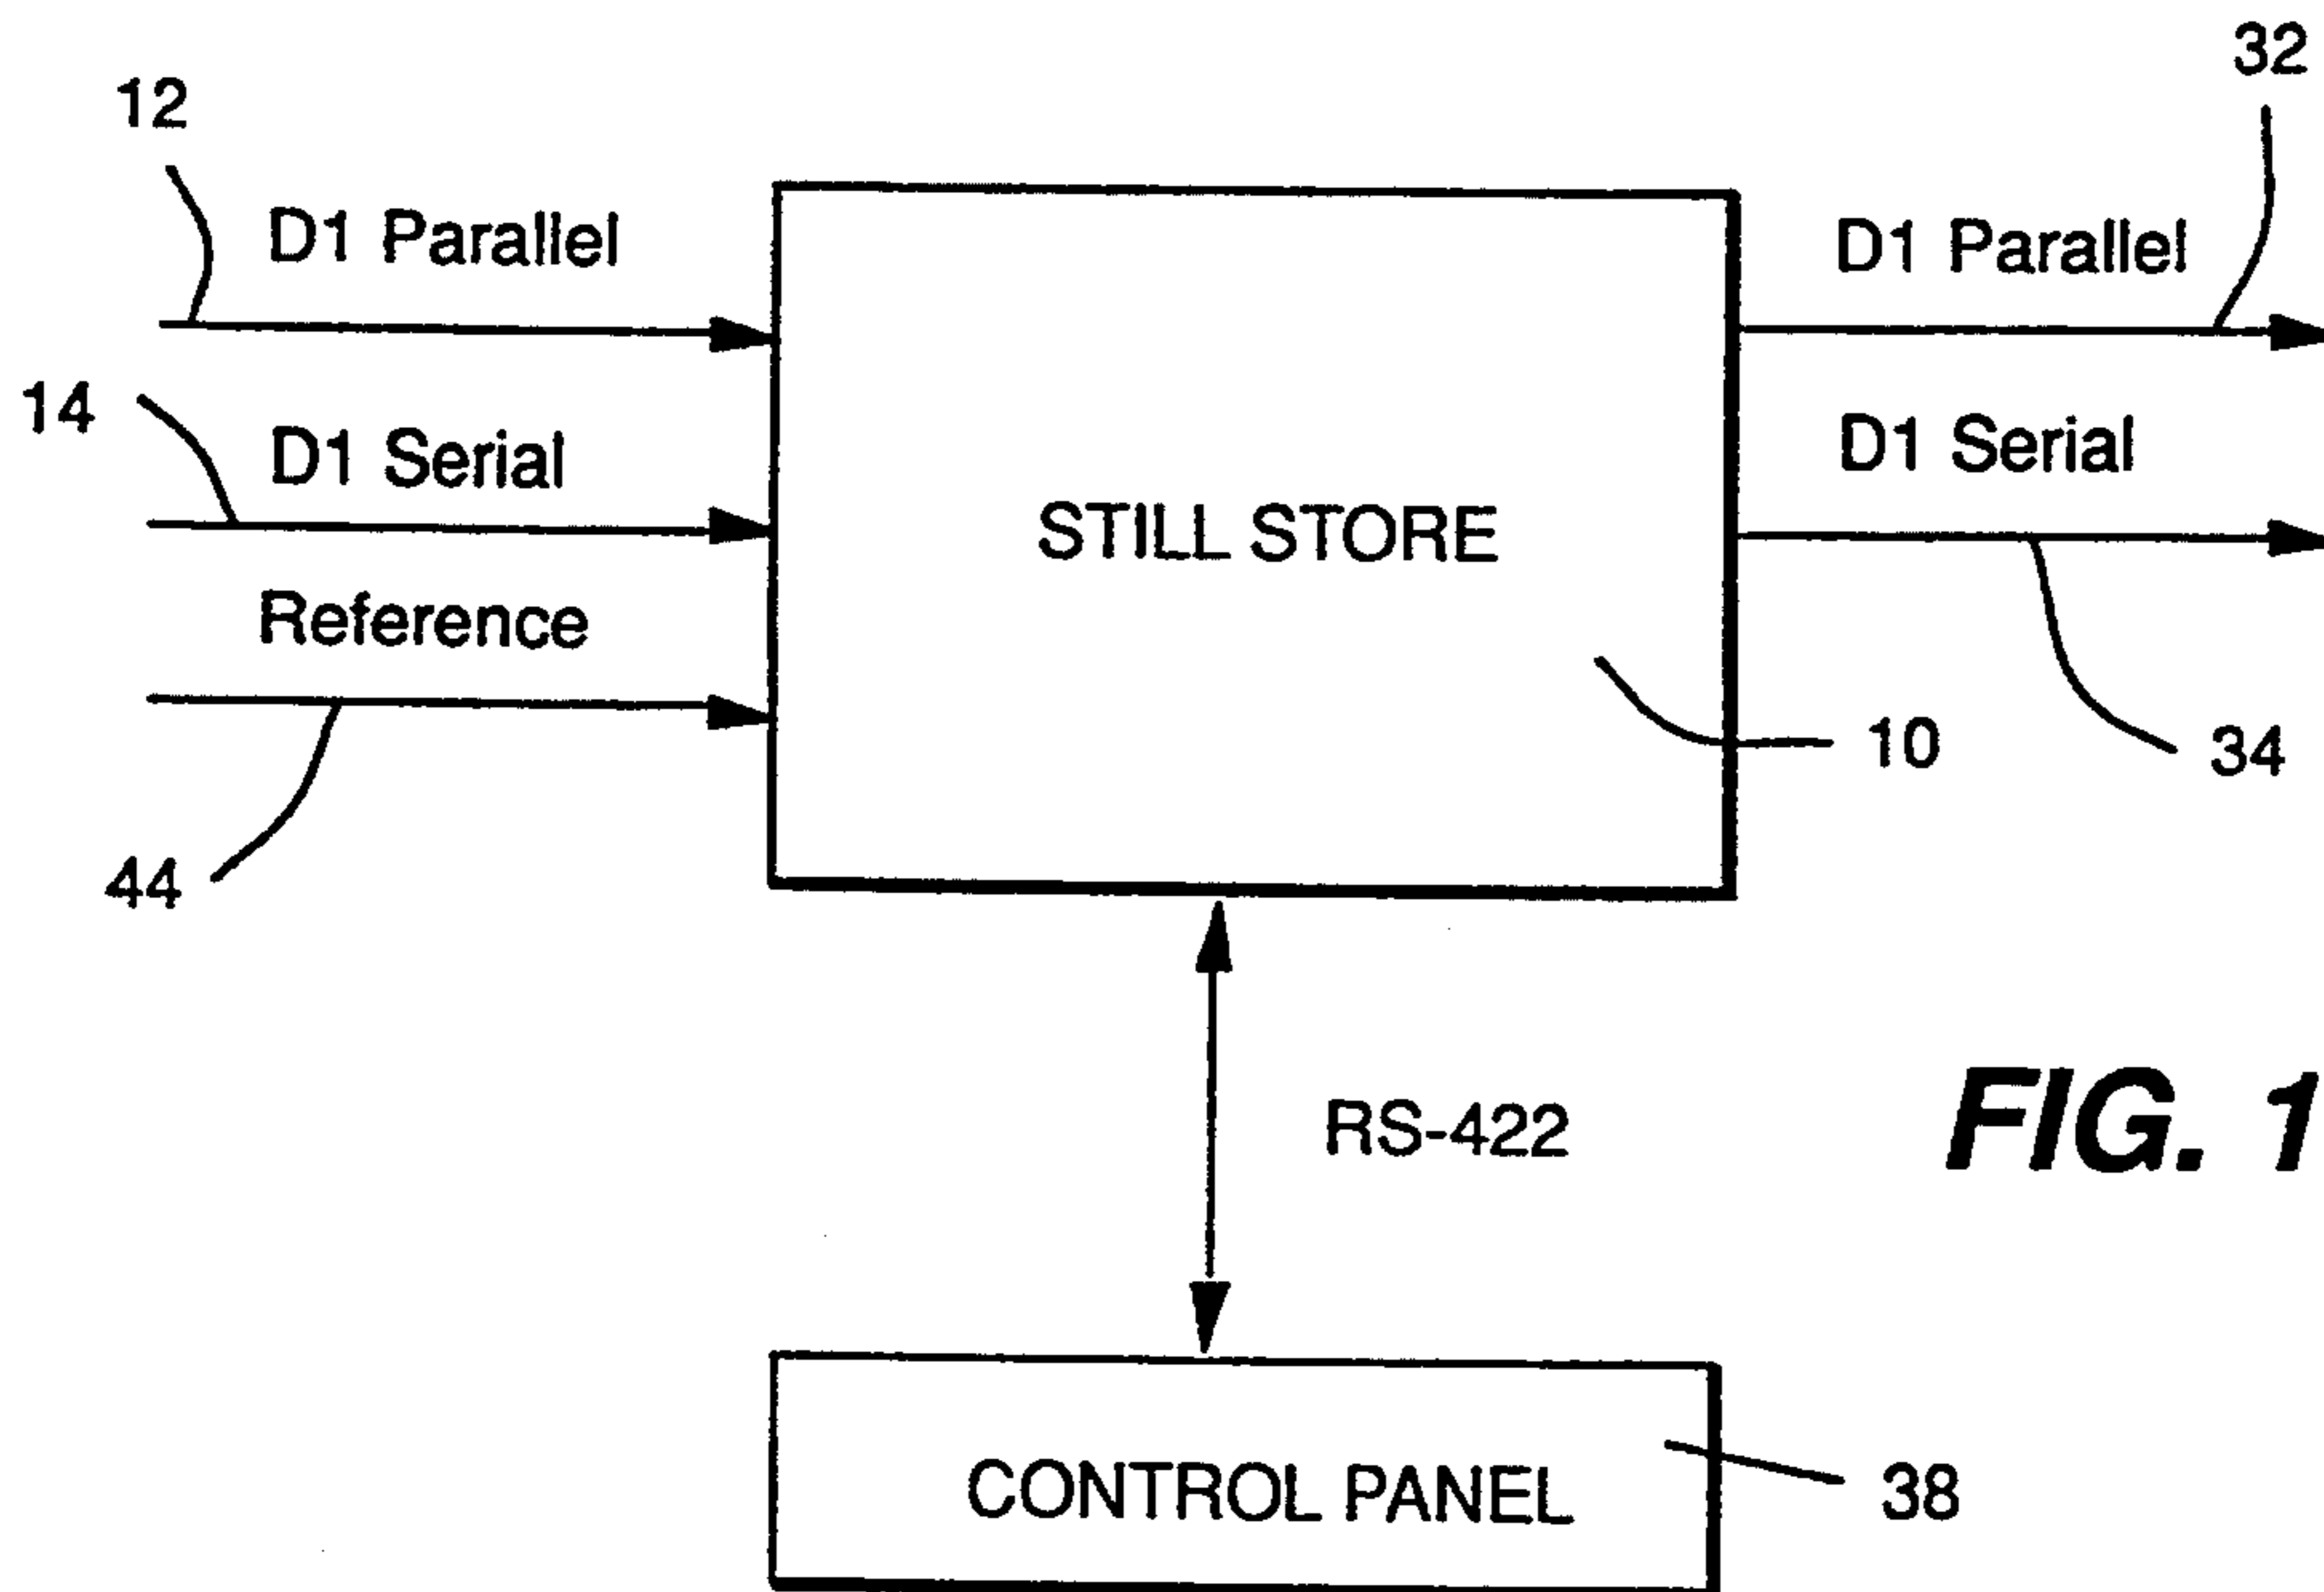 32
12
D1 Parallel
D1 Parallel
14
D1 Serial
D1 Serial
STILL STORE
Reference
10
34
44
RS-422
FIG. 1
CONTROL PANEL
38